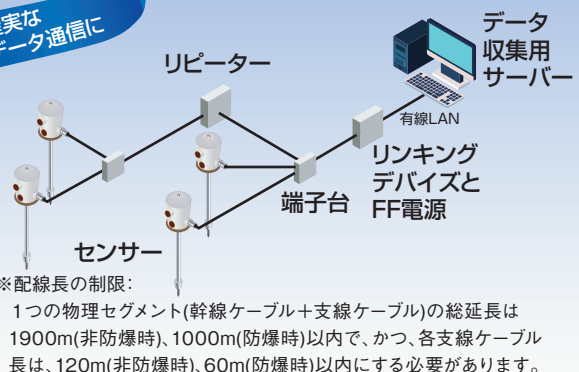 実な
データ通信に
データ
収集用
サーバー
リピーター
有線LAN
リンキング
デバイズと
FF電源
端子台
センサー
※配線長の制限:
1つの物理セグメント(幹線ケーブル+支線ケーブル)の総延長は
1900m(非防爆時)、1000m(防爆時)以内で、かつ、各支線ケーブル
長は、120m(非防爆時)、60m(防爆時)以内にする必要があります。